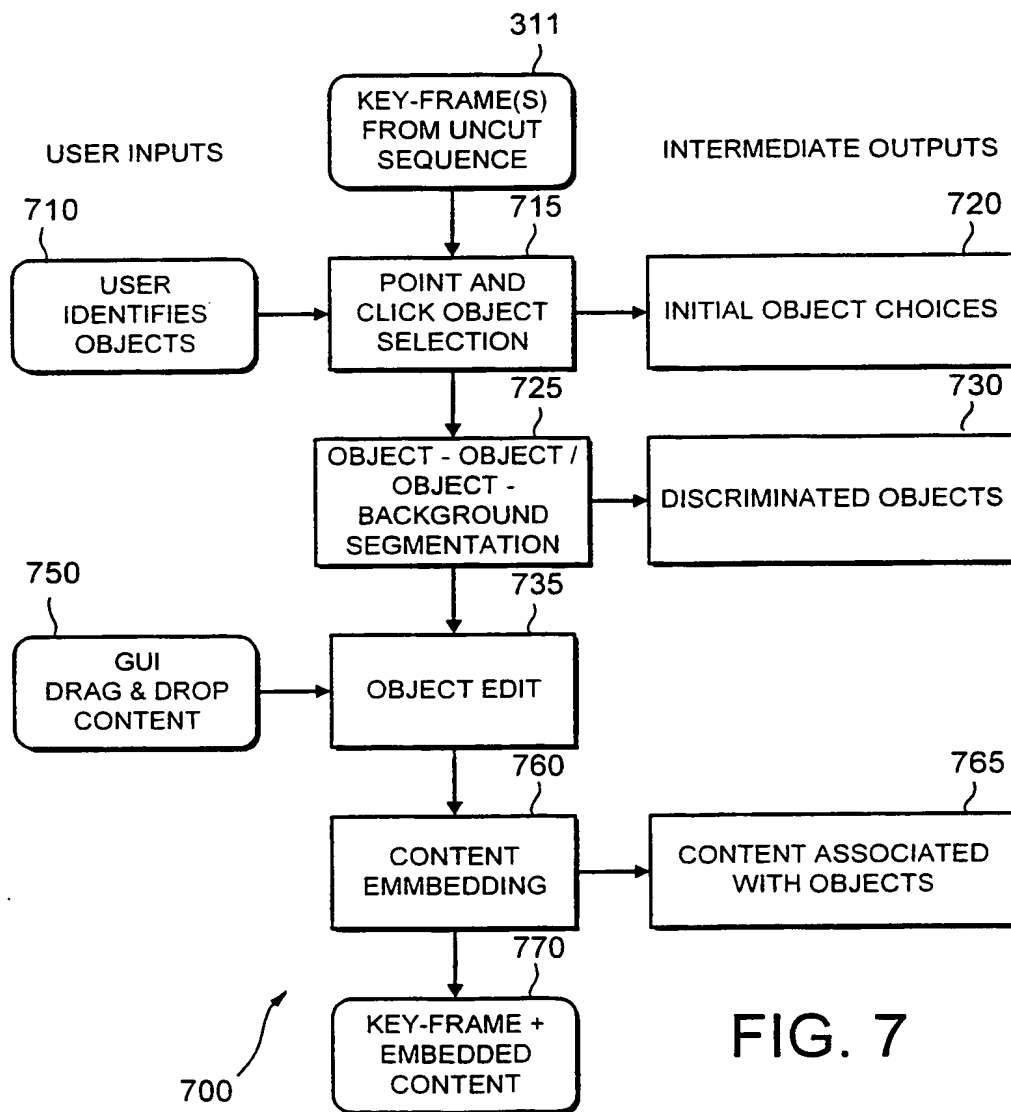 311
KEY-FRAME(S)
FROM UNCUT
SEQUENCE
USER INPUTS
INTERMEDIATE OUTPUTS
710
715
720
USER
IDENTIFIES
OBJECTS
POINT AND
CLICK OBJECT
SELECTION
INITIAL OBJECT CHOICES
725
730
OBJECT - OBJECT /
OBJECT -
BACKGROUND
SEGMENTATION
DISCRIMINATED OBJECTS
750
735
GUI
DRAG & DROP
CONTENT
OBJECT EDIT
760
765
CONTENT
EMMBEDDING
CONTENT ASSOCIATED
WITH OBJECTS
770
KEY-FRAME +
EMBEDDED
CONTENT
700
FIG. 7